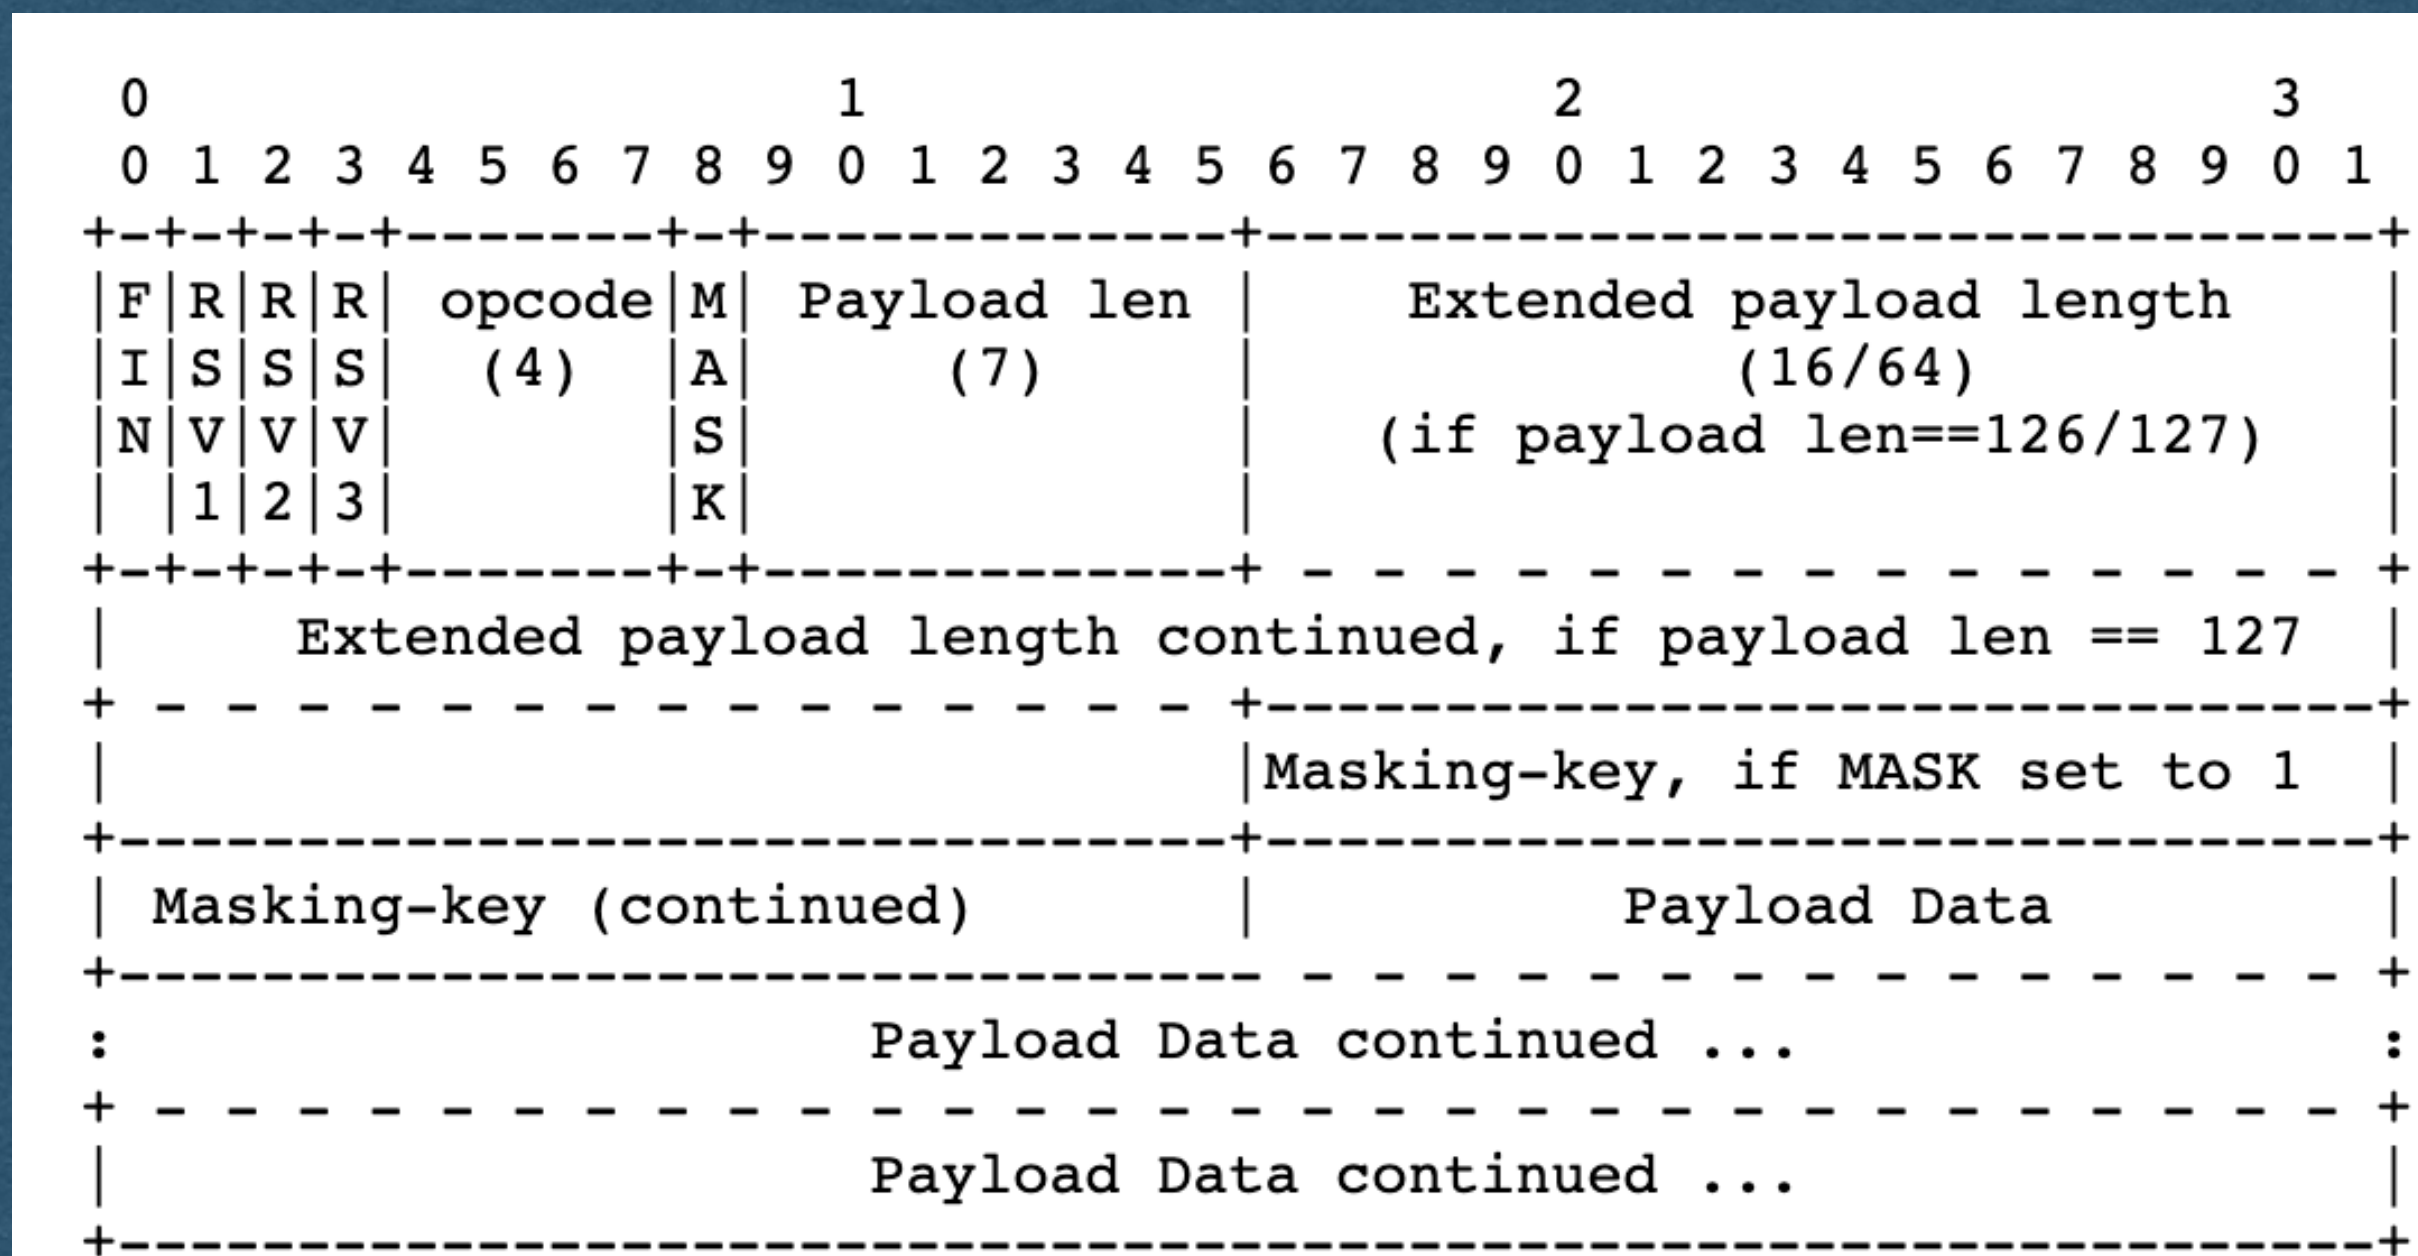 0                   1                   2                   3
 0 1 2 3 4 5 6 7 8 9 0 1 2 3 4 5 6 7 8 9 0 1 2 3 4 5 6 7 8 9 0 1
+-+-+-+-+-------+-+-------------+-------------------------------+
|F|R|R|R| opcode|M| Payload len |    Extended payload length    |
|I|S|S|S|  (4)  |A|     (7)     |             (16/64)           |
|N|V|V|V|       |S|             |   (if payload len==126/127)   |
| |1|2|3|       |K|             |                               |
+-+-+-+-+-------+-+-------------+ - - - - - - - - - - - - - - - +
|     Extended payload length continued, if payload len == 127  |
+ - - - - - - - - - - - - - - - +-------------------------------+
|                               |Masking-key, if MASK set to 1  |
+-------------------------------+-------------------------------+
| Masking-key (continued)       |          Payload Data         |
+-------------------------------- - - - - - - - - - - - - - - - +
:                     Payload Data continued ...                :
+ - - - - - - - - - - - - - - - - - - - - - - - - - - - - - - - +
|                     Payload Data continued ...                |
+---------------------------------------------------------------+